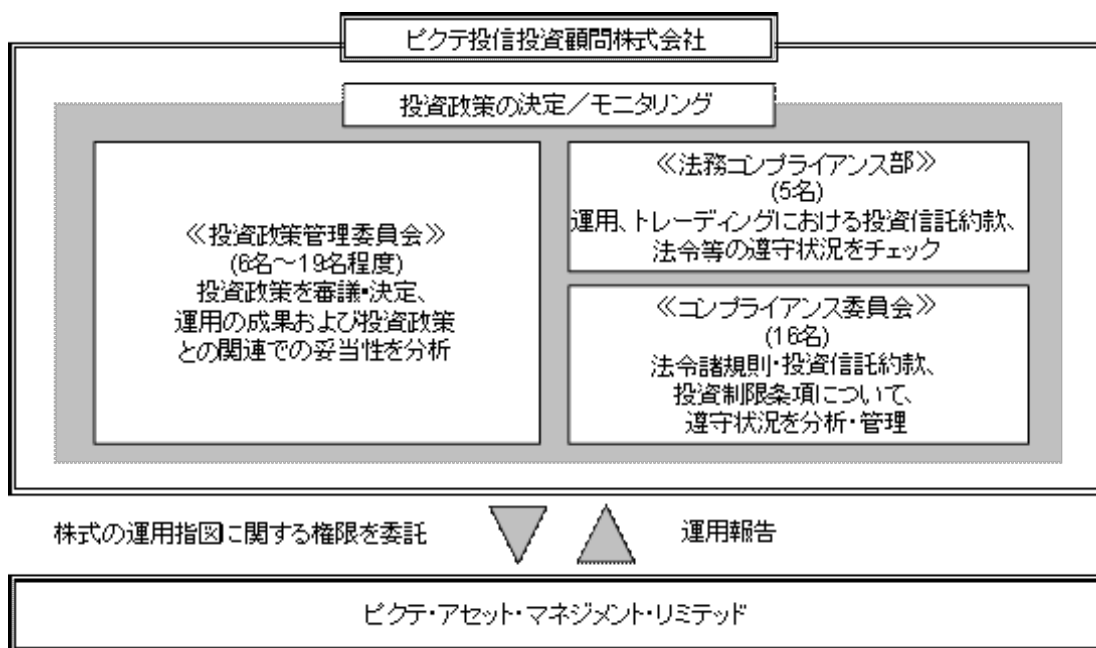 ピクテ投信投資顧問株式会社
投資政策の決定／モニタリング
≪投資政策管理委員会≫
(6名～19名程度)
投資政策を審議・決定、
運用の成果および投資政策
との関連での妥当性を分析
≪法務コンプライアンス部≫
(5名)
運用、トレーディングにおける投資信託約款、
法令等の遵守状況をチェック
≪コンプライアンス委員会≫
(16名)
法令諸規則・投資信託約款、
投資制限条項について、
遵守状況を分析・管理
株式の運用指図に関する権限を委託
運用報告
ピクテ・アセット・マネジメント・リミテッド